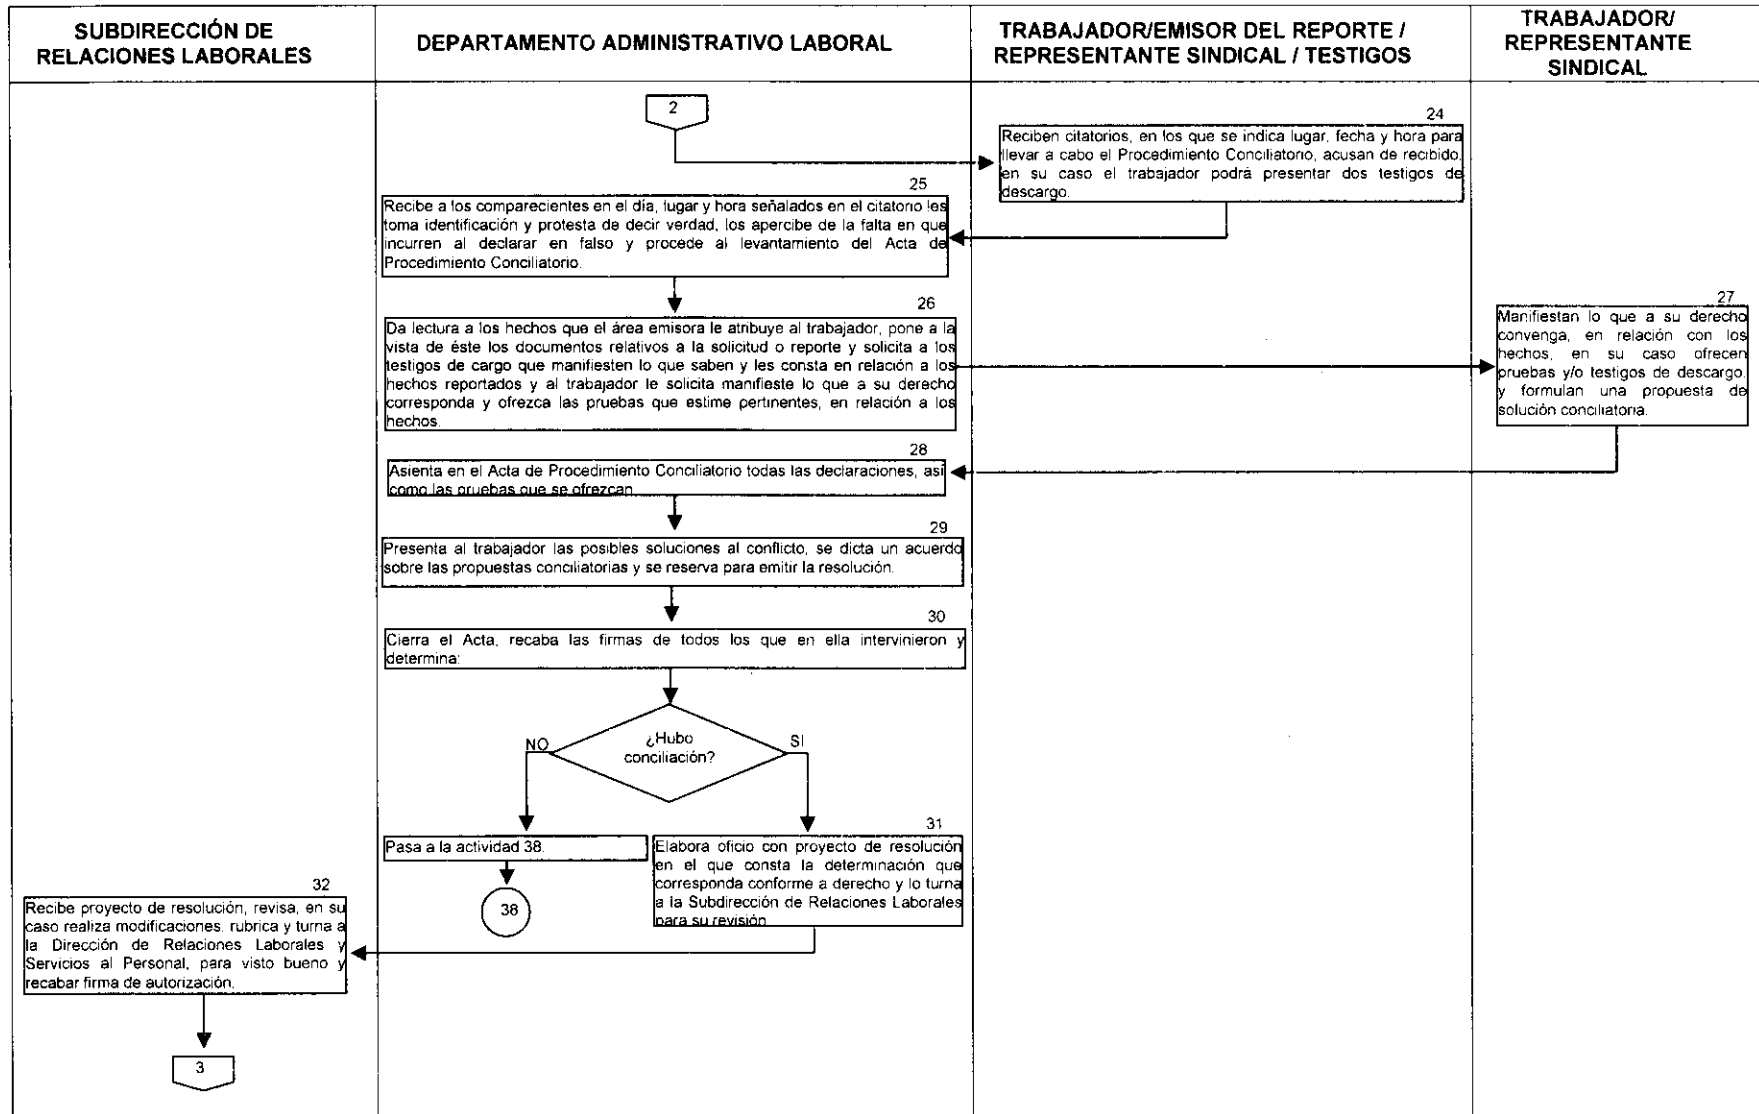 SUBDIRECCIÓN DE
RELACIONES LABORALES
DEPARTAMENTO ADMINISTRATIVO LABORAL
TRABAJADOR/EMISOR DEL REPORTE /
REPRESENTANTE SINDICAL / TESTIGOS
TRABAJADOR/
REPRESENTANTE
SINDICAL
2
24
Reciben citatorios, en los que se indica lugar, fecha y hora para
llevar a cabo el Procedimiento Conciliatorio, acusan de recibido,
en su caso el trabajador podrá presentar dos testigos de
descargo.
25
Recibe a los comparecientes en el día, lugar y hora señalados en el citatorio les
toma identificación y protesta de decir verdad, los apercibe de la falta en que
incurren al declarar en falso y procede al levantamiento del Acta de
Procedimiento Conciliatorio.
26
Da lectura a los hechos que el área emisora le atribuye al trabajador, pone a la
vista de éste los documentos relativos a la solicitud o reporte y solicita a los
testigos de cargo que manifiesten lo que saben y les consta en relación a los
hechos reportados y al trabajador le solicita manifieste lo que a su derecho
corresponda y ofrezca las pruebas que estime pertinentes, en relación a los
hechos.
27
Manifiestan lo que a su derecho
convenga, en relación con los
hechos, en su caso ofrecen
pruebas y/o testigos de descargo,
y formulan una propuesta de
solución conciliatoria.
28
Asienta en el Acta de Procedimiento Conciliatorio todas las declaraciones, así
como las pruebas que se ofrezcan
29
Presenta al trabajador las posibles soluciones al conflicto, se dicta un acuerdo
sobre las propuestas conciliatorias y se reserva para emitir la resolución.
30
Cierra el Acta, recaba las firmas de todos los que en ella intervinieron y
determina:
¿Hubo
conciliación?
NO
SI
Pasa a la actividad 38.
38
31
Elabora oficio con proyecto de resolución
en el que consta la determinación que
corresponda conforme a derecho y lo turna
a la Subdirección de Relaciones Laborales
para su revisión
32
Recibe proyecto de resolución, revisa, en su
caso realiza modificaciones, rubrica y turna a
la Dirección de Relaciones Laborales y
Servicios al Personal, para visto bueno y
recabar firma de autorización.
3